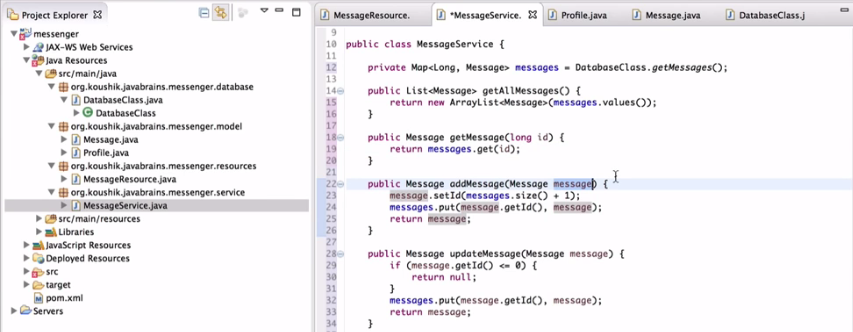 Project Explorer
messenger
JAX-WS Web Services
Java Resources
src/main/java
org.koushik.javabrains.messenger.database
DatabaseClass.java
DatabaseClass
org.koushik.javabrains.messenger.model
Message.java
Profile.java
org.koushik.javabrains.messenger.resources
MessageResource.java
org.koushik.javabrains.messenger.service
MessageService.java
src/main/resources
Libraries
JavaScript Resources
Deployed Resources
src
target
pom.xml
Servers
MessageResource. *MessageService. Profile.java Message.java DatabaseClass.j
9
10 public class MessageService {
11
12 private Map<Long, Message> messages = DatabaseClass.getMessages();
13
14 public List<Message> getAllMessages() {
15 return new ArrayList<Message>(messages.values());
16 }
17
18 public Message getMessage(long id) {
19 return messages.get(id);
20 }
21
22 public Message addMessage(Message message) {
23 message.setId(messages.size() + 1);
24 messages.put(message.getId(), message);
25 return message;
26 }
27
28 public Message updateMessage(Message message) {
29 if (message.getId() <= 0) {
30 return null;
31 }
32 messages.put(message.getId(), message);
33 return message;
34 }